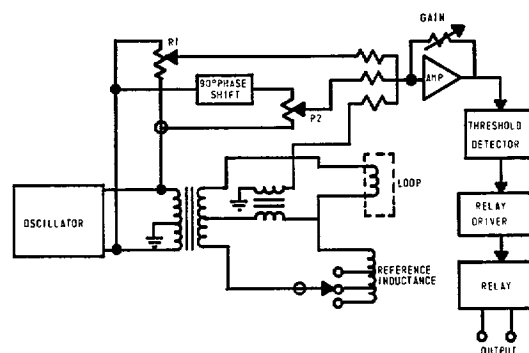 GAIN
R1
90° PHASE
SHIFT
P2
AMP
THRESHOLD
DETECTOR
LOOP
OSCILLATOR
RELAY
DRIVER
REFERENCE
INDUCTANCE
RELAY
OUTPUT